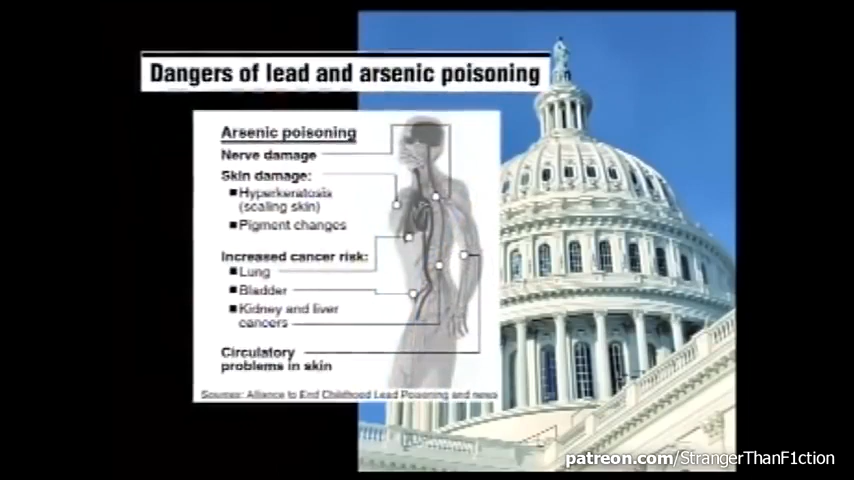 Dangers of lead and arsenic poisoning
Arsenic poisoning
Nerve damage
Skin damage:
■ Hyperkeratosis
(scaling skin)
■ Pigment changes
Increased cancer risk:
■ Lung
■ Bladder
■ Kidney and liver
cancers
Circulatory
problems in skin
Sources: Alliance to End Childhood Lead Poisoning and news
patreon.com/StrangerThanF1ction